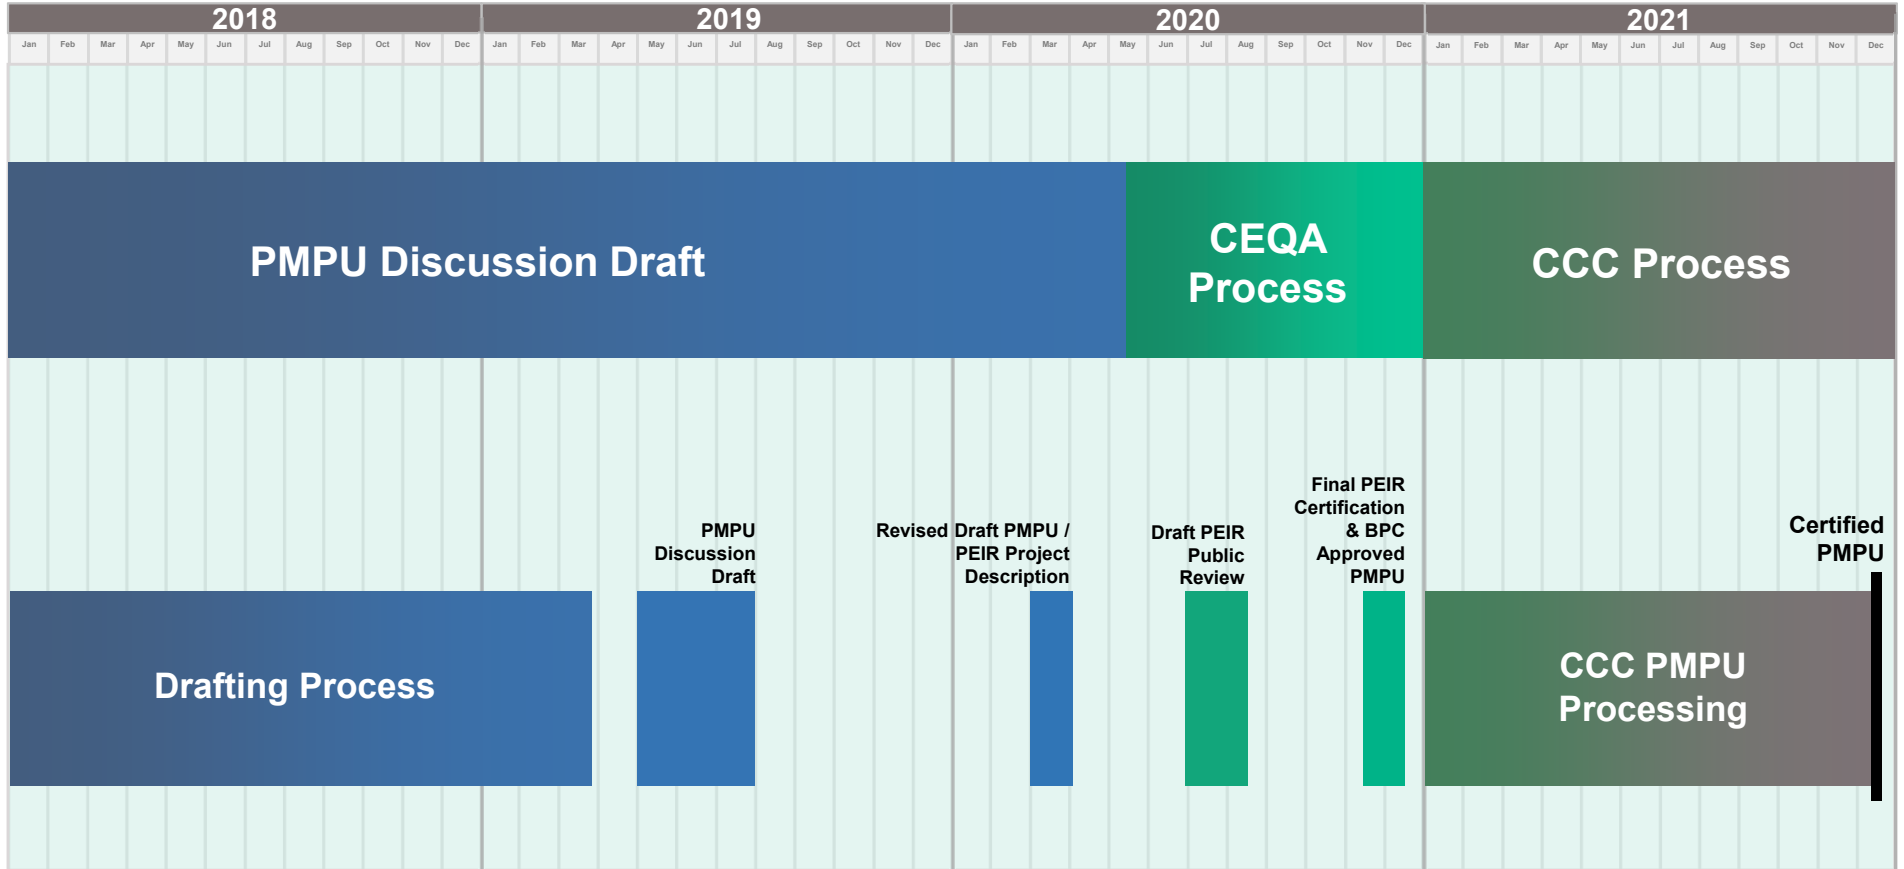 2018 2019 2020 2021
Jan Feb Mar Apr May Jun Jul Aug Sep Oct Nov Dec Jan Feb Mar Apr May Jun Jul Aug Sep Oct Nov Dec Jan Feb Mar Apr May Jun Jul Aug Sep Oct Nov Dec Jan Feb Mar Apr May Jun Jul Aug Sep Oct Nov Dec
PMPU Discussion Draft
CEQA
Process
CCC Process
PMPU
Discussion
Draft
Revised Draft PMPU /
PEIR Project
Description
Draft PEIR
Public
Review
Final PEIR
Certification
& BPC
Approved
PMPU
Certified
PMPU
Drafting Process
CCC PMPU
Processing